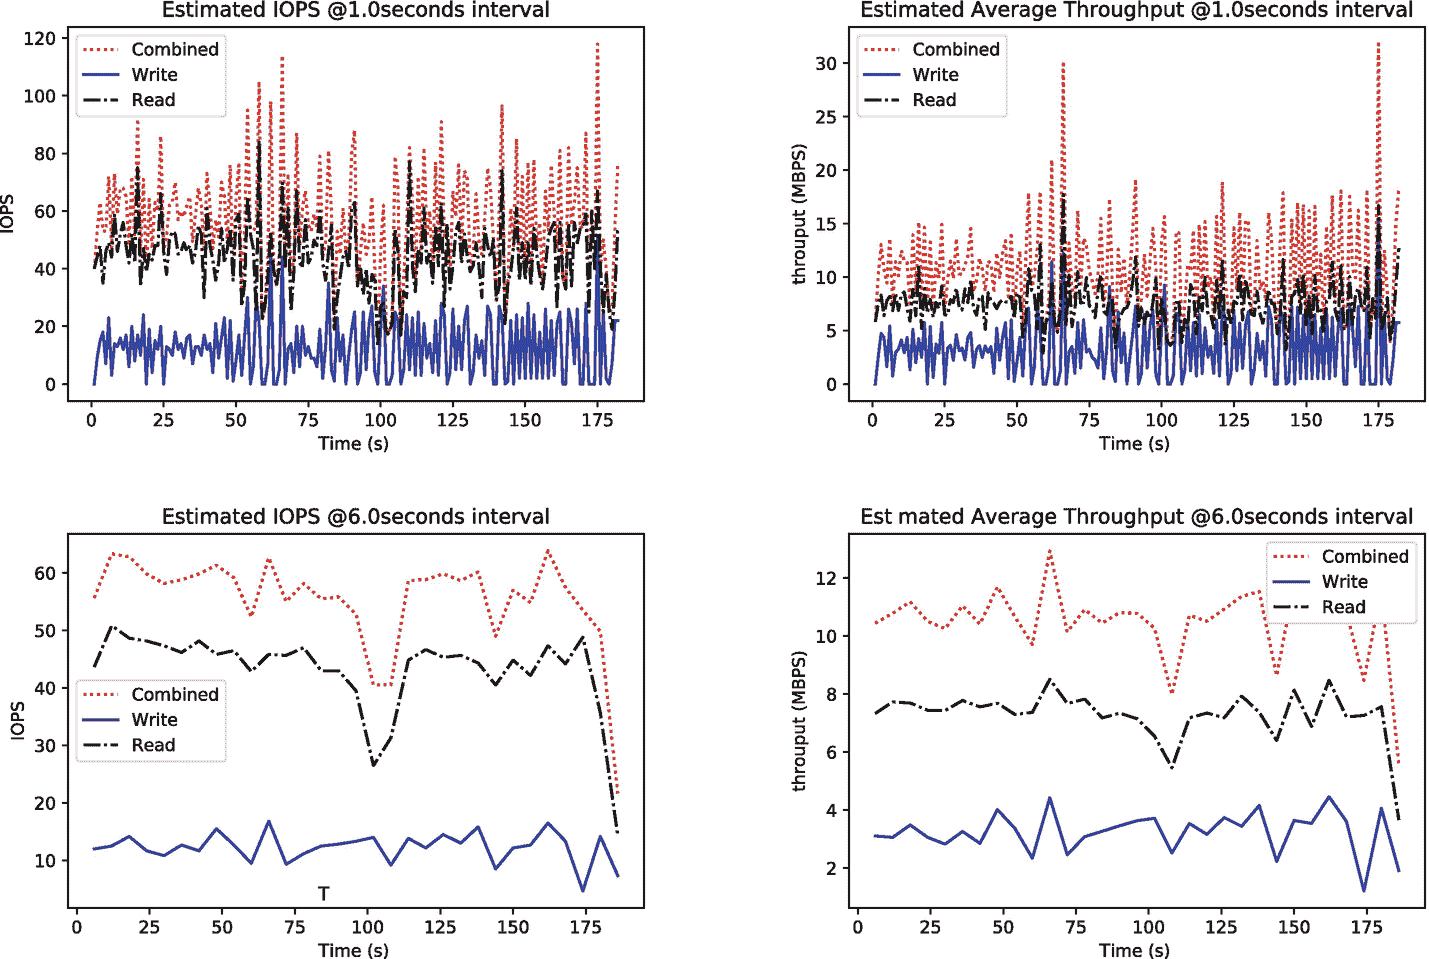 Estimated IOPS @1.0seconds interval
120
100
80
60
40
20
0
IOPS
Combined
Write
Read
0 25 50 75 100 125 150 175
Time (s)
Estimated Average Throughput @1.0seconds interval
30
25
20
15
10
5
0
throuput (MBPS)
Combined
Write
Read
0 25 50 75 100 125 150 175
Time (s)
Estimated IOPS @6.0seconds interval
60
50
40
30
20
10
IOPS
Combined
Write
Read
T
0 25 50 75 100 125 150 175
Time (s)
Est mated Average Throughput @6.0seconds interval
12
10
8
6
4
2
throuput (MBPS)
Combined
Write
Read
0 25 50 75 100 125 150 175
Time (s)